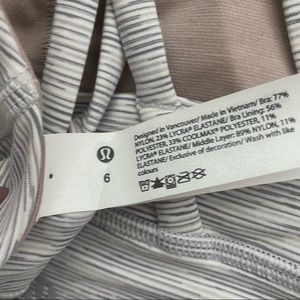 Designed in Vancouver/ Made in Vietnam/ Bra: 77%
NYLON, 23% LYCRA® ELASTANE/ Bra Lining: 56%
POLYESTER, 33% COOLMAX® POLYESTER, 11%
LYCRA® ELASTANE/ Middle Layer: 89% NYLON, 11%
ELASTANE/ Exclusive of decoration/ Wash with like
colours
6